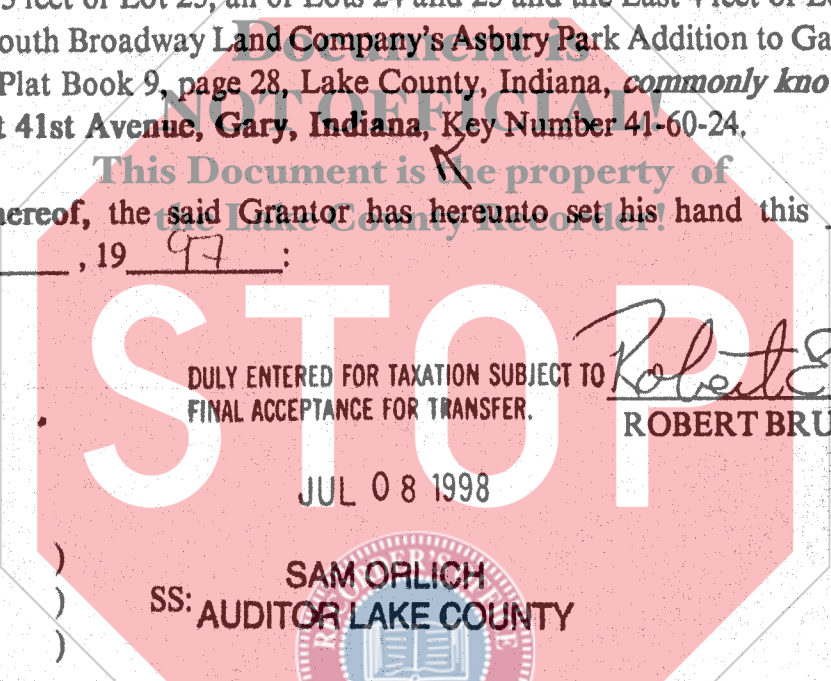 5 feet of Lot 23, all of Lots 24 and 25 and the East 4 feet of
Document is
outh Broadway Land Company's Asbury Park Addition to Ga
Plat Book 9, page 28, Lake County, Indiana, commonly kno
NOT OFFICIAL!
41st Avenue, Gary, Indiana, Key Number 41-60-24.
This Document is the property of
hereof, the said Grantor has hereunto set his hand this
the Lake County Recorder!
, 19 97 :
STOP
DULY ENTERED FOR TAXATION SUBJECT TO
FINAL ACCEPTANCE FOR TRANSFER.
Robert E
ROBERT BRU
JUL 08 1998
)
) SS:
)
SAM ORLICH
AUDITOR LAKE COUNTY